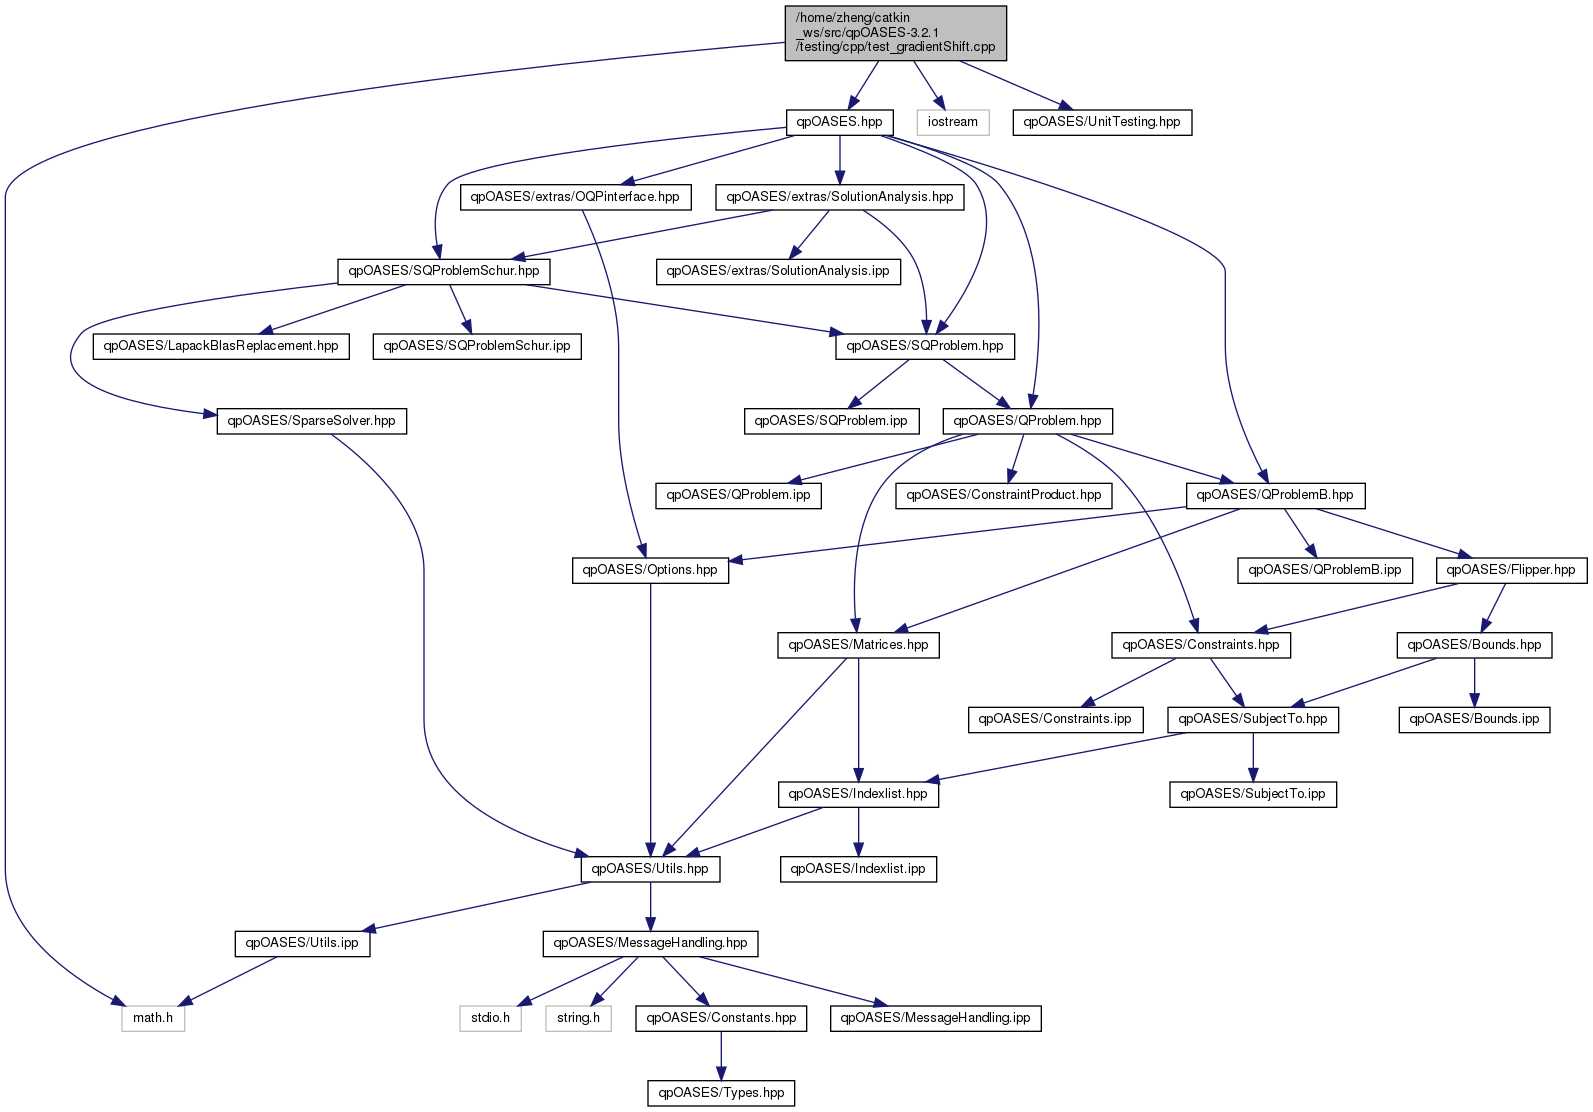 /home/zheng/catkin
_ws/src/qpOASES-3.2.1
/testing/cpp/test_gradientShift.cpp
qpOASES.hpp
iostream
qpOASES/UnitTesting.hpp
qpOASES/extras/OQPinterface.hpp
qpOASES/extras/SolutionAnalysis.hpp
qpOASES/SQProblemSchur.hpp
qpOASES/extras/SolutionAnalysis.ipp
qpOASES/LapackBlasReplacement.hpp
qpOASES/SQProblemSchur.ipp
qpOASES/SQProblem.hpp
qpOASES/SparseSolver.hpp
qpOASES/SQProblem.ipp
qpOASES/QProblem.hpp
qpOASES/QProblem.ipp
qpOASES/ConstraintProduct.hpp
qpOASES/QProblemB.hpp
qpOASES/Options.hpp
qpOASES/QProblemB.ipp
qpOASES/Flipper.hpp
qpOASES/Matrices.hpp
qpOASES/Constraints.hpp
qpOASES/Bounds.hpp
qpOASES/Constraints.ipp
qpOASES/SubjectTo.hpp
qpOASES/Bounds.ipp
qpOASES/Indexlist.hpp
qpOASES/SubjectTo.ipp
qpOASES/Utils.hpp
qpOASES/Indexlist.ipp
qpOASES/Utils.ipp
qpOASES/MessageHandling.hpp
math.h
stdio.h
string.h
qpOASES/Constants.hpp
qpOASES/MessageHandling.ipp
qpOASES/Types.hpp